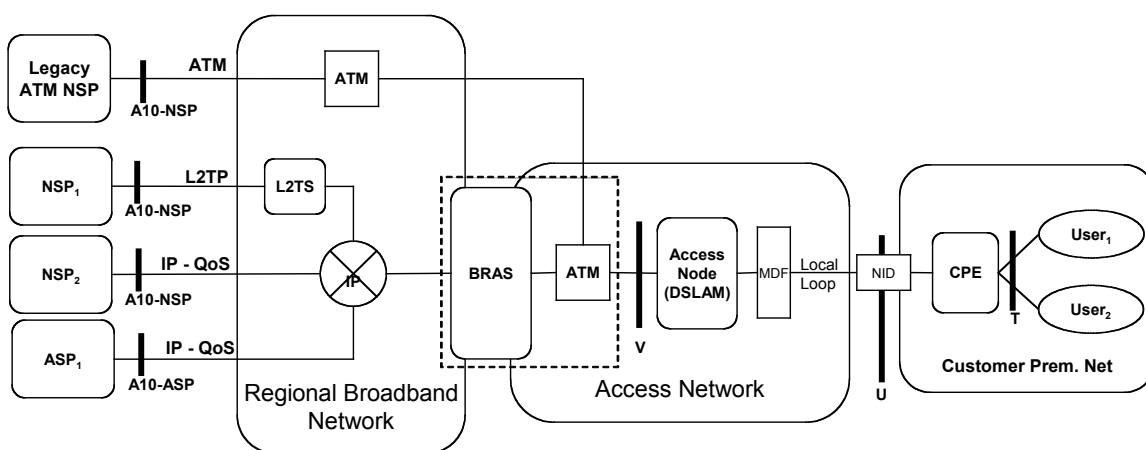 Legacy
ATM NSP
A10-NSP
ATM
ATM
NSP1
A10-NSP
L2TP
L2TS
NSP2
A10-NSP
IP - QoS
IP
ASP1
A10-ASP
IP - QoS
Regional Broadband
Network
BRAS
ATM
V
Access
Node
(DSLAM)
MDF
Local
Loop
Access Network
NID
U
CPE
T
User1
User2
Customer Prem. Net